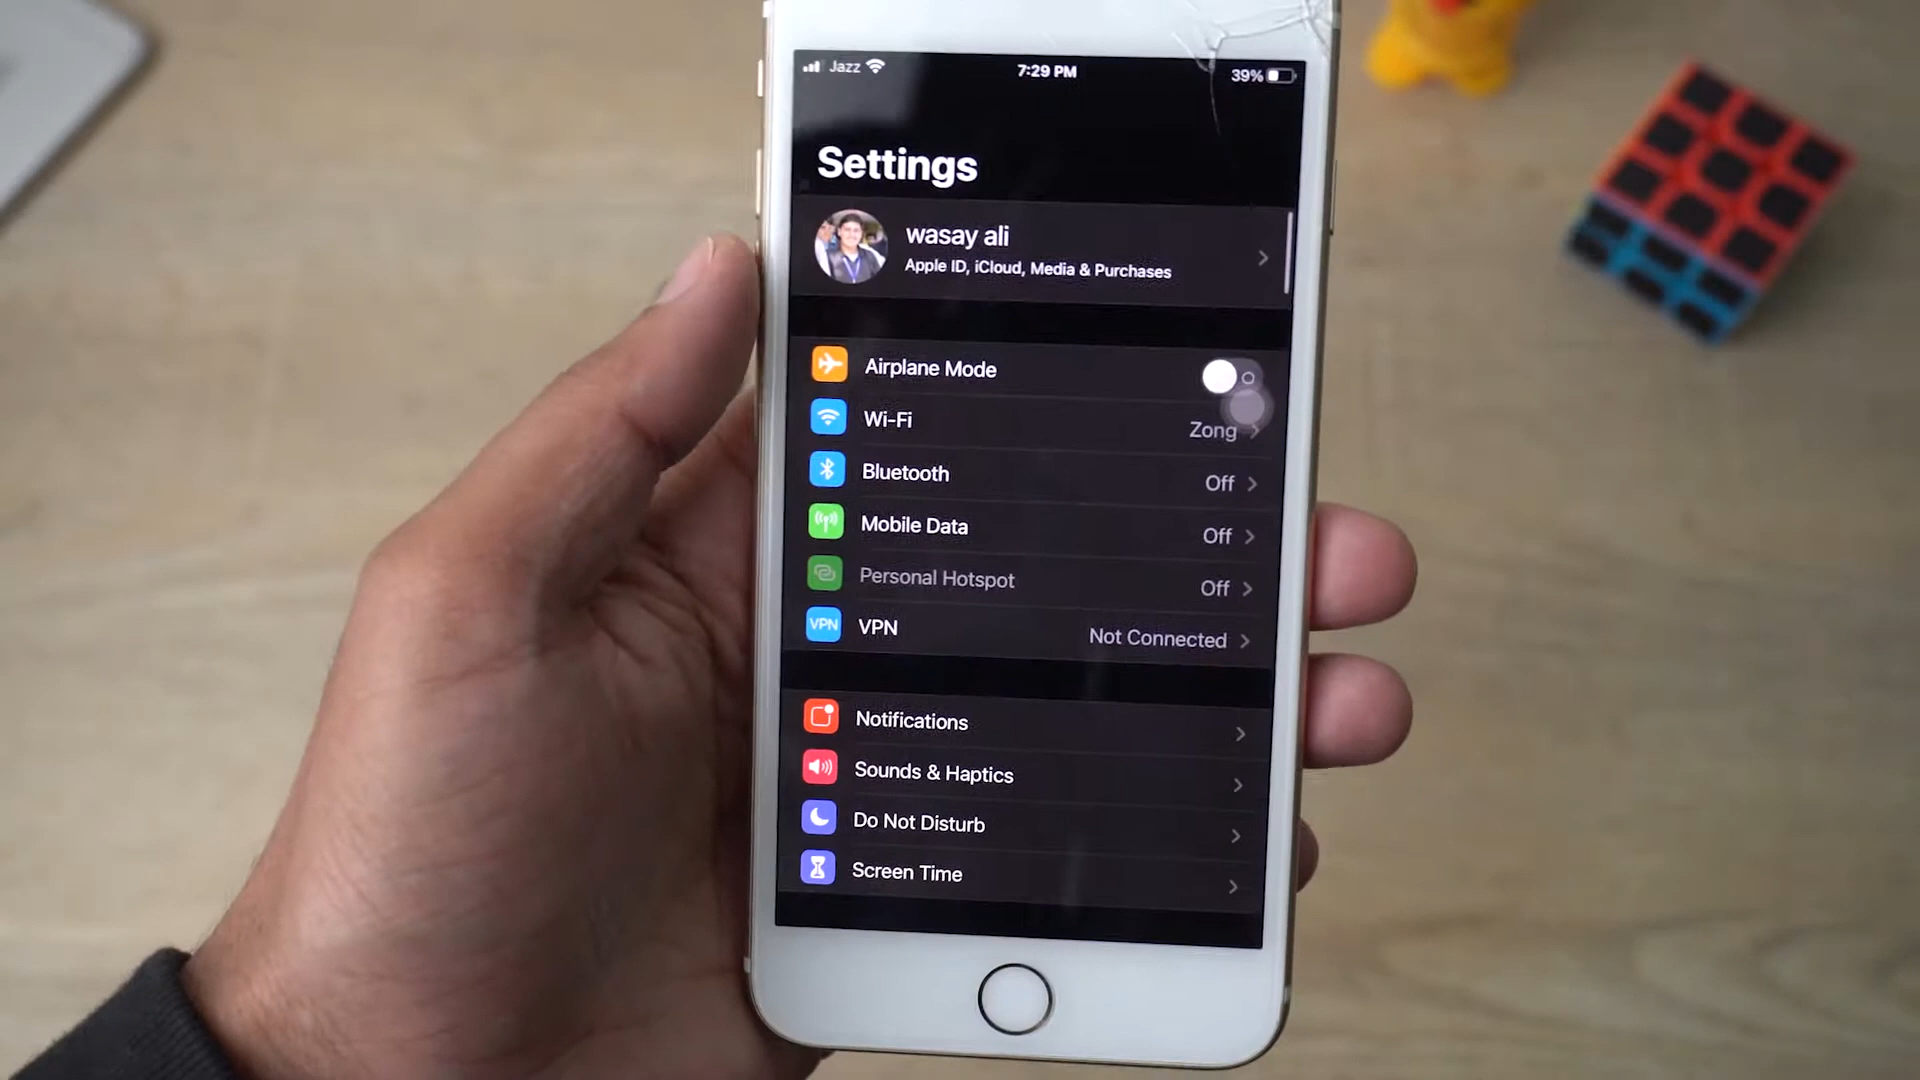 Jazz 7:29 PM 39%
Settings
wasay ali
Apple ID, iCloud, Media & Purchases
Airplane Mode
Wi-Fi Zong
Bluetooth Off
Mobile Data Off
Personal Hotspot Off
VPN VPN Not Connected
Notifications
Sounds & Haptics
Do Not Disturb
Screen Time